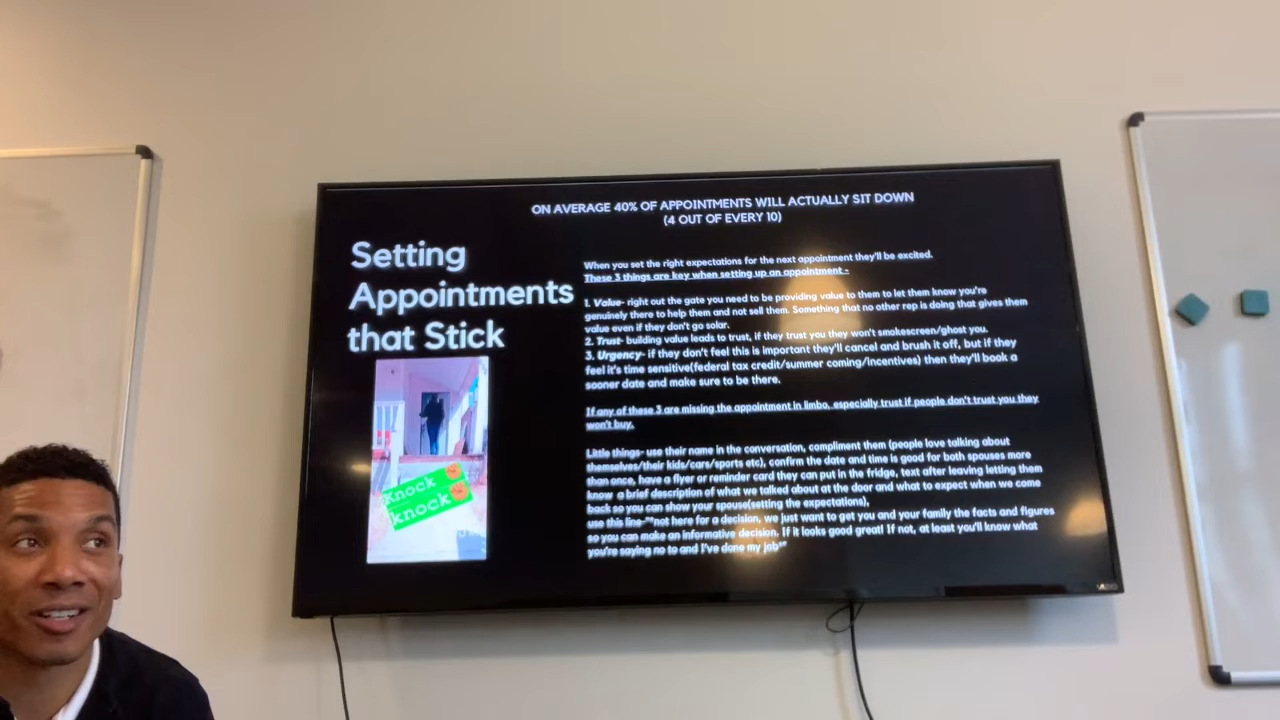 ON AVERAGE 40% OF APPOINTMENTS WILL ACTUALLY SIT DOWN
(4 OUT OF EVERY 10)
Setting
Appointments
that Stick
When you set the right expectations for the next appointment they'll be excited.
These 3 things are key when setting up an appointment -
1. Value- right out the gate you need to be providing value to them to let them know you're
genuinely there to help them and not sell them. Something that no other rep is doing that gives them
value even if they don't go solar.
2. Trust- building value leads to trust, if they trust you they won't smokescreen/ghost you.
3. Urgency- if they don't feel this is important they'll cancel and brush it off, but if they
feel it's time sensitive(federal tax credit/summer coming/incentives) then they'll book a
sooner date and make sure to be there.
If any of these 3 are missing the appointment in limbo, especially trust if people don't trust you they
won't buy.
Little things- use their name in the conversation, compliment them (people love talking about
themselves/their kids/cars/sports etc), confirm the date and time is good for both spouses more
than once, have a flyer or reminder card they can put in the fridge, text after leaving letting them
know a brief description of what we talked about at the door and what to expect when we come
back so you can show your spouse(setting the expectations),
use this line-"*not here for a decision, we just want to get you and your family the facts and figures
so you can make an informative decision. If it looks good great! If not, at least you'll know what
you're saying no to and I've done my job*"
Knock
knock
VIZIO